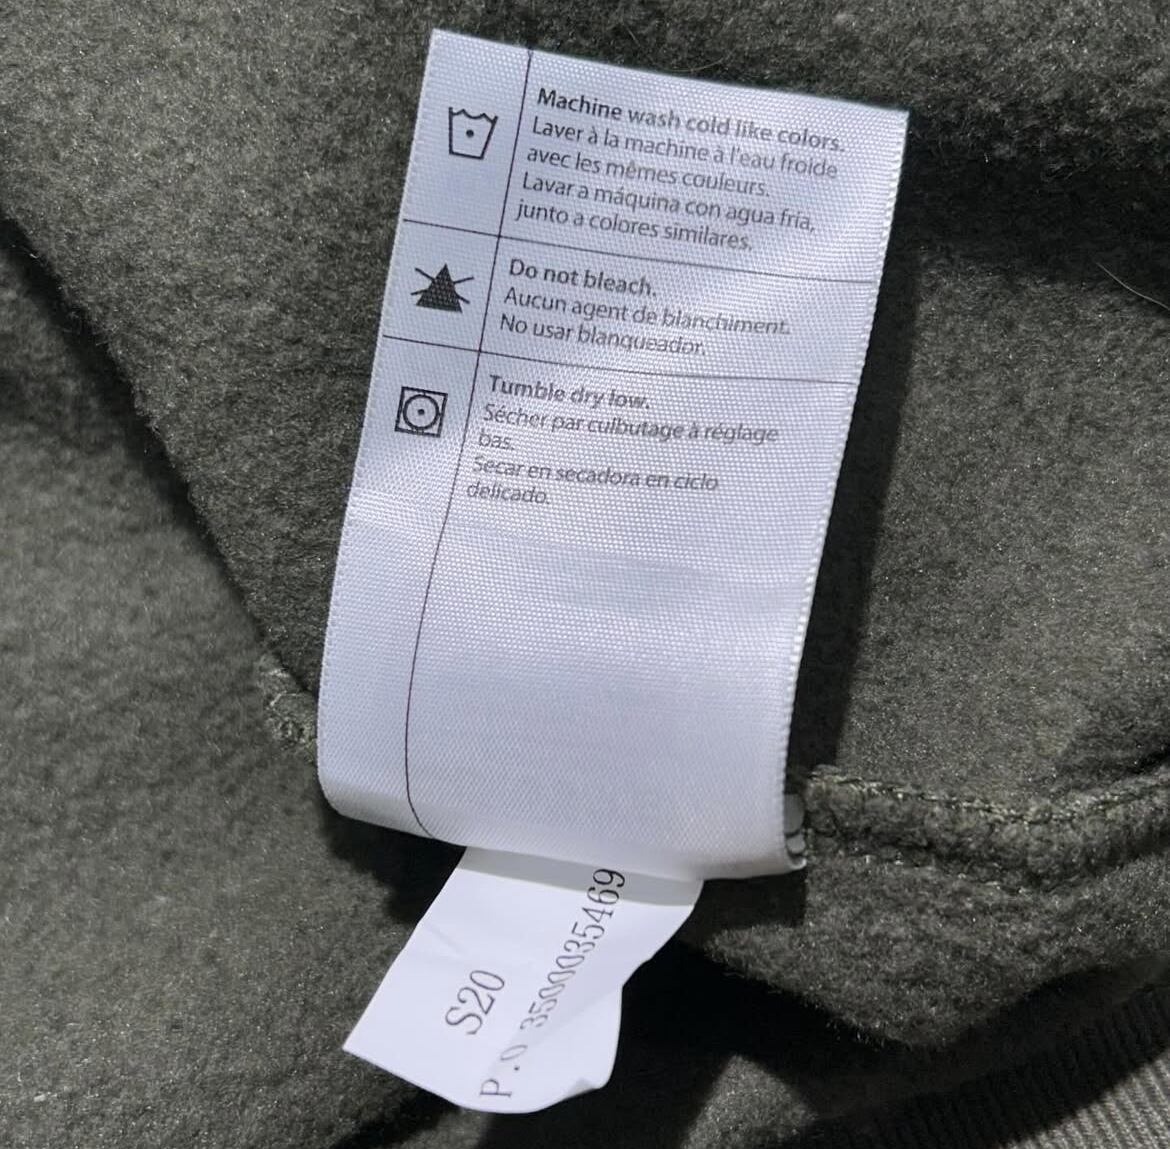 Machine wash cold like colors.
Laver à la machine à l'eau froide
avec les mêmes couleurs.
Lavar a máquina con agua fría,
junto a colores similares.
Do not bleach.
Aucun agent de blanchiment.
No usar blanqueador.
Tumble dry low.
Sécher par culbutage à réglage
bas.
Secar en secadora en ciclo
delicado.
S20
P.O 3500035469